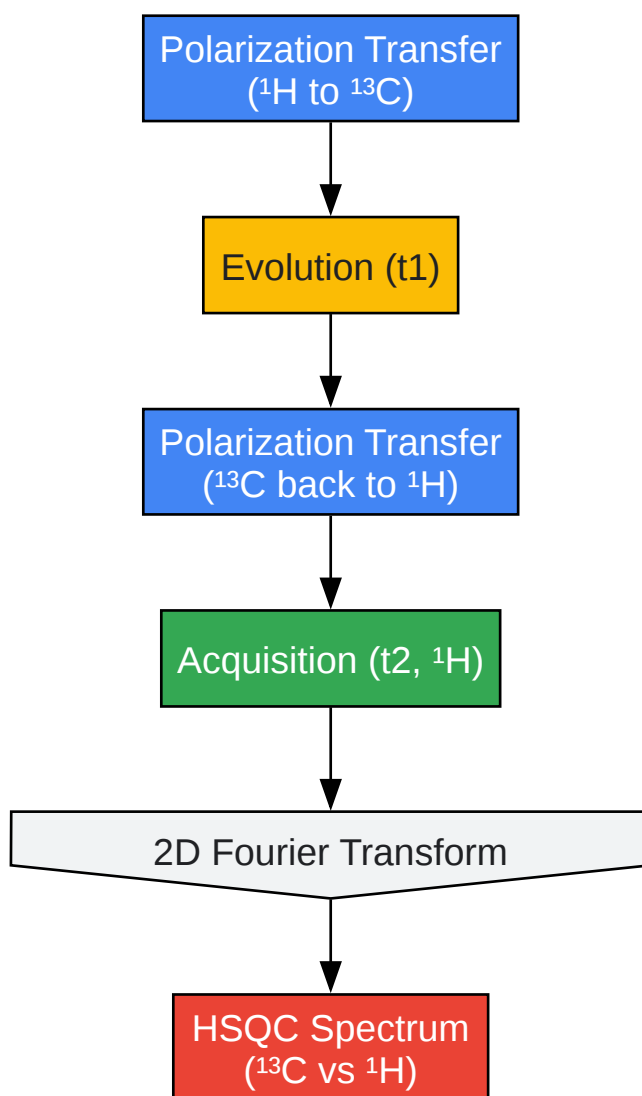 Polarization Transfer
(¹H to ¹³C)
Evolution (t1)
Polarization Transfer
(¹³C back to ¹H)
Acquisition (t2, ¹H)
2D Fourier Transform
HSQC Spectrum
(¹³C vs ¹H)